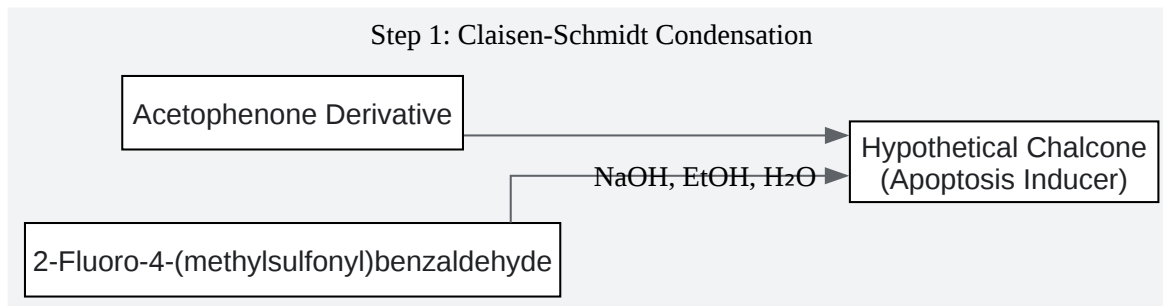 Step 1: Claisen-Schmidt Condensation
Acetophenone Derivative
Hypothetical Chalcone
(Apoptosis Inducer)
NaOH, EtOH, H₂O
2-Fluoro-4-(methylsulfonyl)benzaldehyde